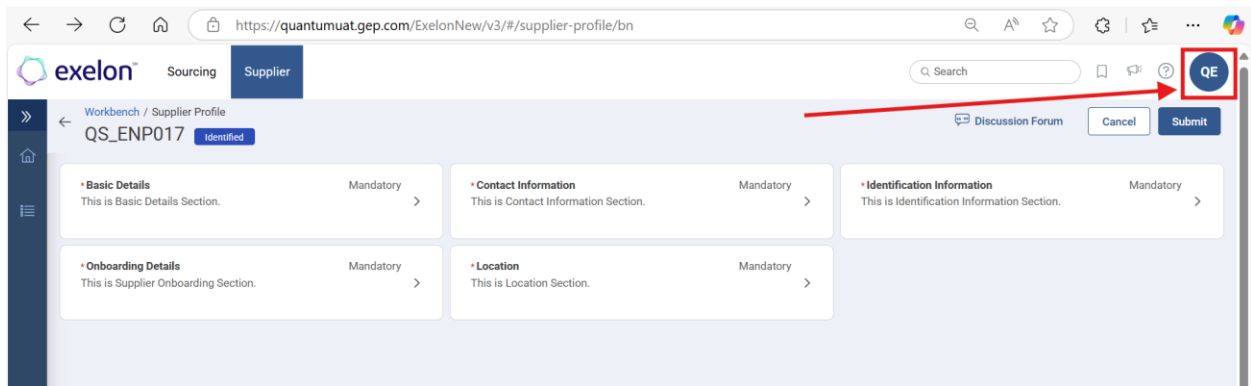 https://quantumuat.gep.com/ExelonNew/v3/#/supplier-profile/bn
exelon Sourcing Supplier Search QE
Workbench / Supplier Profile
QS_ENP017 Identified Discussion Forum Cancel Submit
* Basic Details Mandatory
This is Basic Details Section.
* Contact Information Mandatory
This is Contact Information Section.
* Identification Information Mandatory
This is Identification Information Section.
* Onboarding Details Mandatory
This is Supplier Onboarding Section.
* Location Mandatory
This is Location Section.